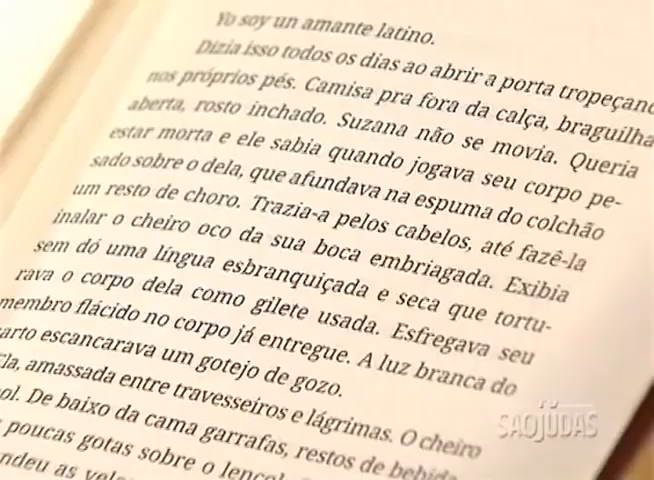 Yo soy un amante latino.
Dizia isso todos os dias ao abrir a porta tropeçand
nos próprios pés. Camisa pra fora da calça, braguilha
aberta, rosto inchado. Suzana não se movia. Queria
estar morta e ele sabia quando jogava seu corpo pe-
sado sobre o dela, que afundava na espuma do colchão
um resto de choro. Trazia-a pelos cabelos, até fazê-la
inalar o cheiro oco da sua boca embriagada. Exibia
sem dó uma língua esbranquiçada e seca que tortu-
rava o corpo dela como gilete usada. Esfregava seu
membro flácido no corpo já entregue. A luz branca do
arto escancarava um gotejo de gozo.
la, amassada entre travesseiros e lágrimas. O cheiro
ol. De baixo da cama garrafas, restos de bebida
poucas gotas sobre o lençol
ndeu as
SÃO JUDAS